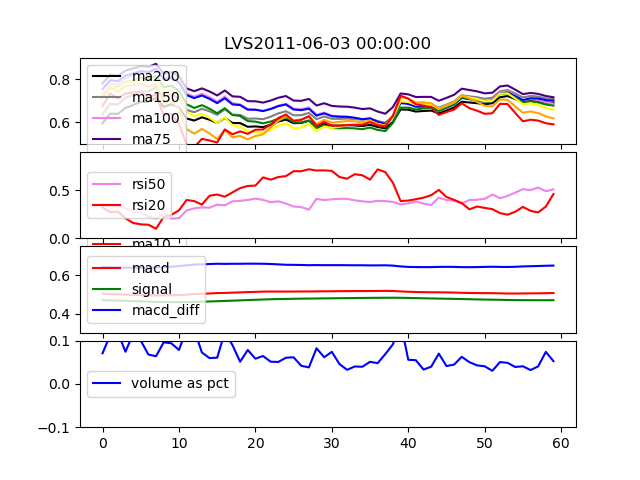 LVS2011-06-03 00:00:00
0.8
0.6
ma200
ma150
ma100
ma75
0.5
0.0
rsi50
rsi20
ma10
0.6
0.4
macd
signal
macd_diff
0.1
0.0
−0.1
volume as pct
0 10 20 30 40 50 60